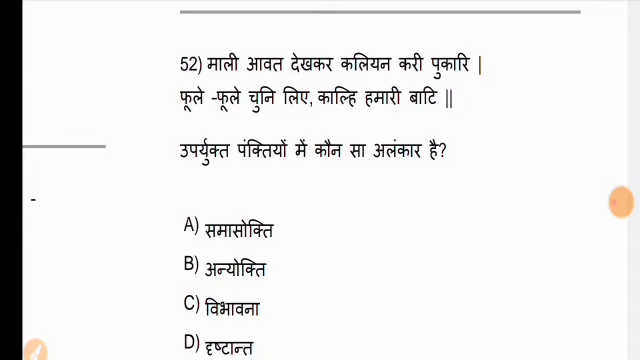 52) माली आवत देखकर कलियन करी पुकारि |
फूले -फूले चुनि लिए, काल्हि हमारी बाटि ||
उपर्युक्त पंक्तियों में कौन सा अलंकार है?
-
A) समासोक्ति
B) अन्योक्ति
C) विभावना
D) दृष्टान्त